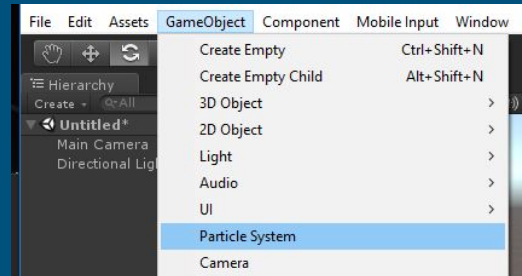 File Edit Assets GameObject Component Mobile Input Window
Create Empty Ctrl+Shift+N
Hierarchy
Create Empty Child Alt+Shift+N
Create All
3D Object
Untitled*
2D Object
Main Camera
Light
Directional Ligh
Audio
UI
Particle System
Camera